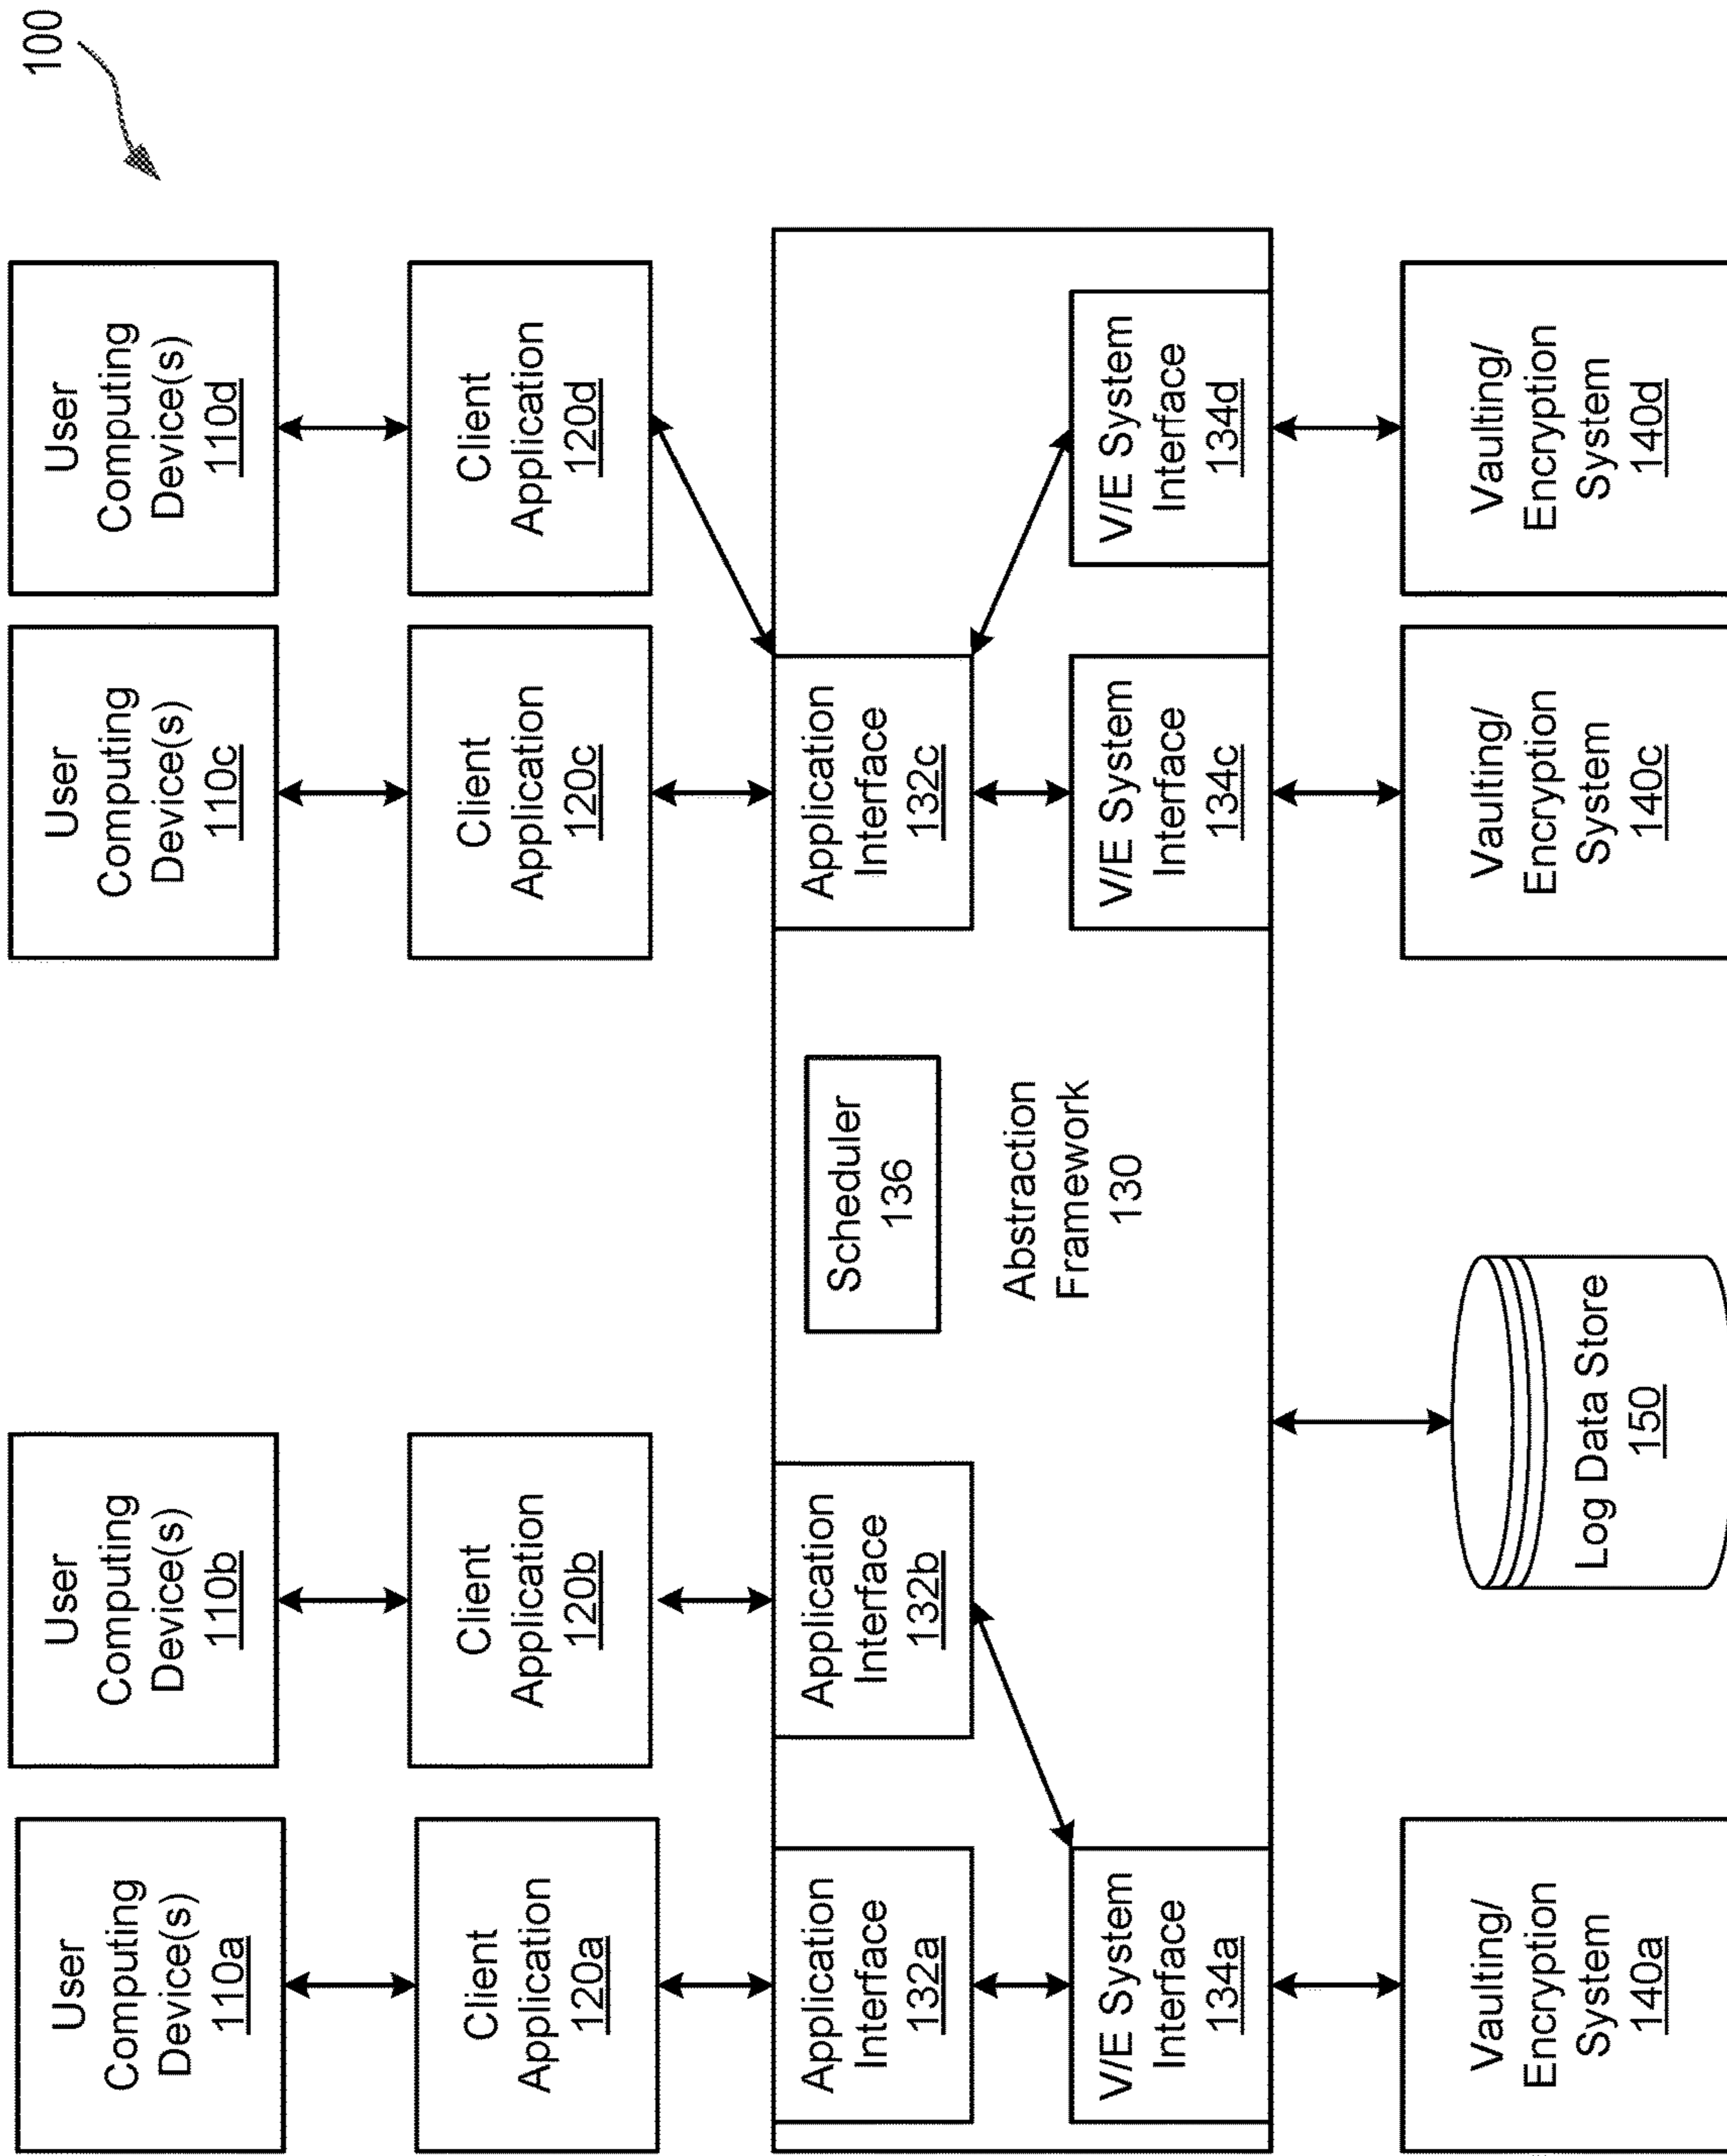 100
User
Computing
Device(s)
110a
User
Computing
Device(s)
110b
User
Computing
Device(s)
110c
User
Computing
Device(s)
110d
Client
Application
120a
Client
Application
120b
Client
Application
120c
Client
Application
120d
Application
Interface
132a
Application
Interface
132b
Scheduler
136
Application
Interface
132c
Abstraction
Framework
130
V/E System
Interface
134a
V/E System
Interface
134c
V/E System
Interface
134d
Vaulting/
Encryption
System
140a
Log Data Store
150
Vaulting/
Encryption
System
140c
Vaulting/
Encryption
System
140d